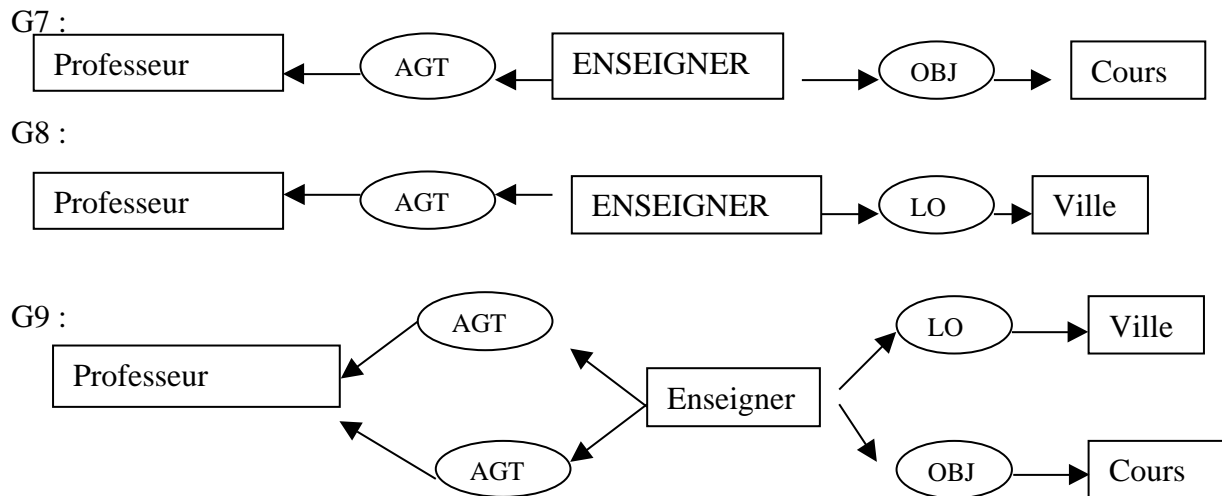 G7 :
Professeur AGT ENSEIGNER OBJ Cours
G8 :
Professeur AGT ENSEIGNER LO Ville
G9 :
AGT LO Ville
Professeur Enseigner
AGT OBJ Cours